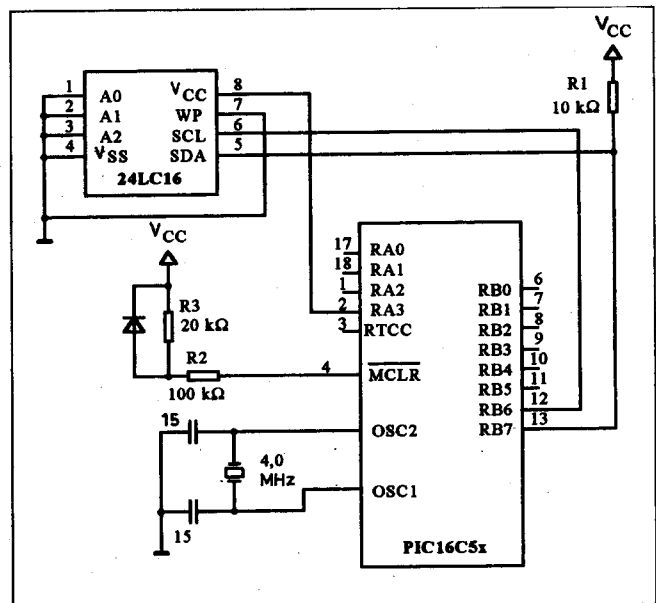 VCC
R1
10 kΩ
1 A0 VCC 8
2 A1 WP 7
3 A2 SCL 6
4 VSS SDA 5
24LC16
VCC
R3
20 kΩ
R2
100 kΩ
17 RA0
18 RA1
1 RA2
2 RA3
3 RTCC
4 MCLR
OSC2
OSC1
RB0 6
RB1 7
RB2 8
RB3 9
RB4 10
RB5 11
RB6 12
RB7 13
PIC16C5x
15
4,0
MHz
15